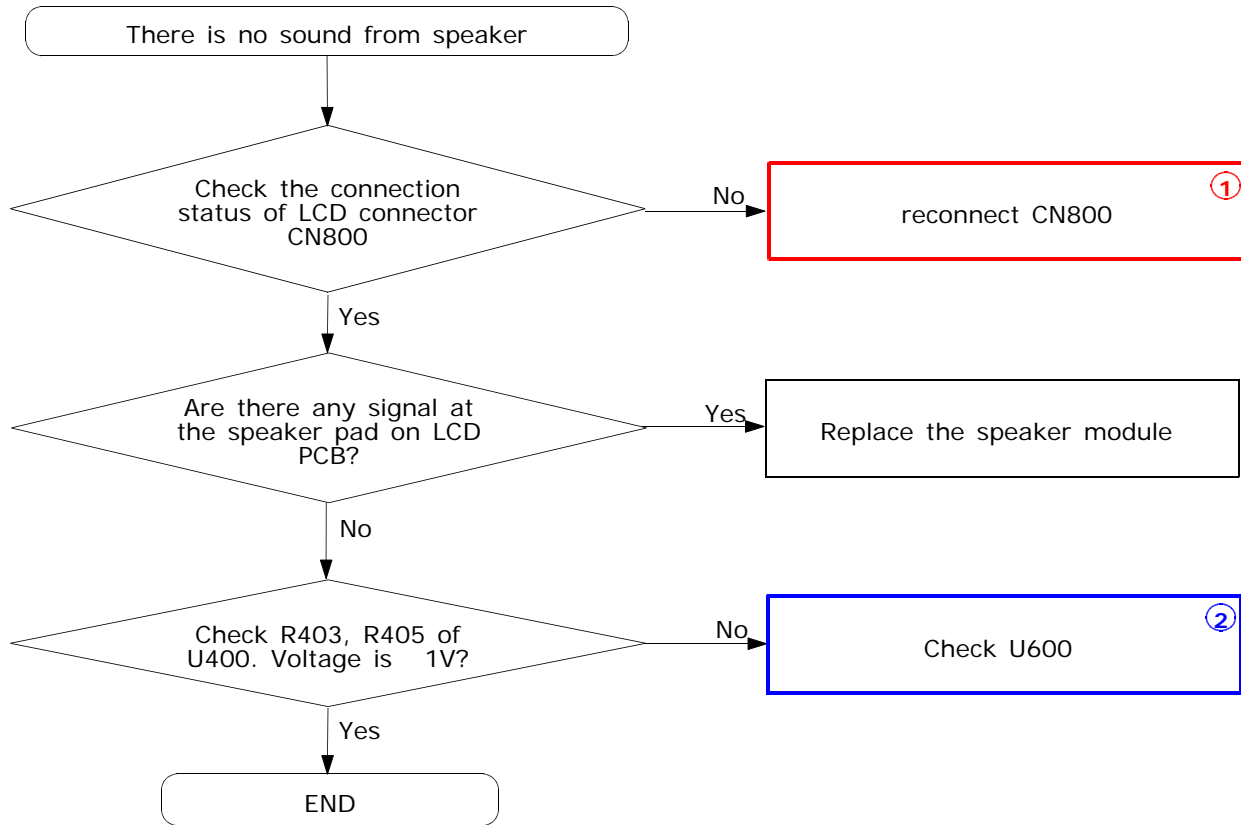 There is no sound from speaker
Check the connection
status of LCD connector
CN800
No
reconnect CN800
1
Yes
Are there any signal at
the speaker pad on LCD
PCB?
Yes
Replace the speaker module
No
Check R403, R405 of
U400. Voltage is 1V?
No
Check U600
2
Yes
END